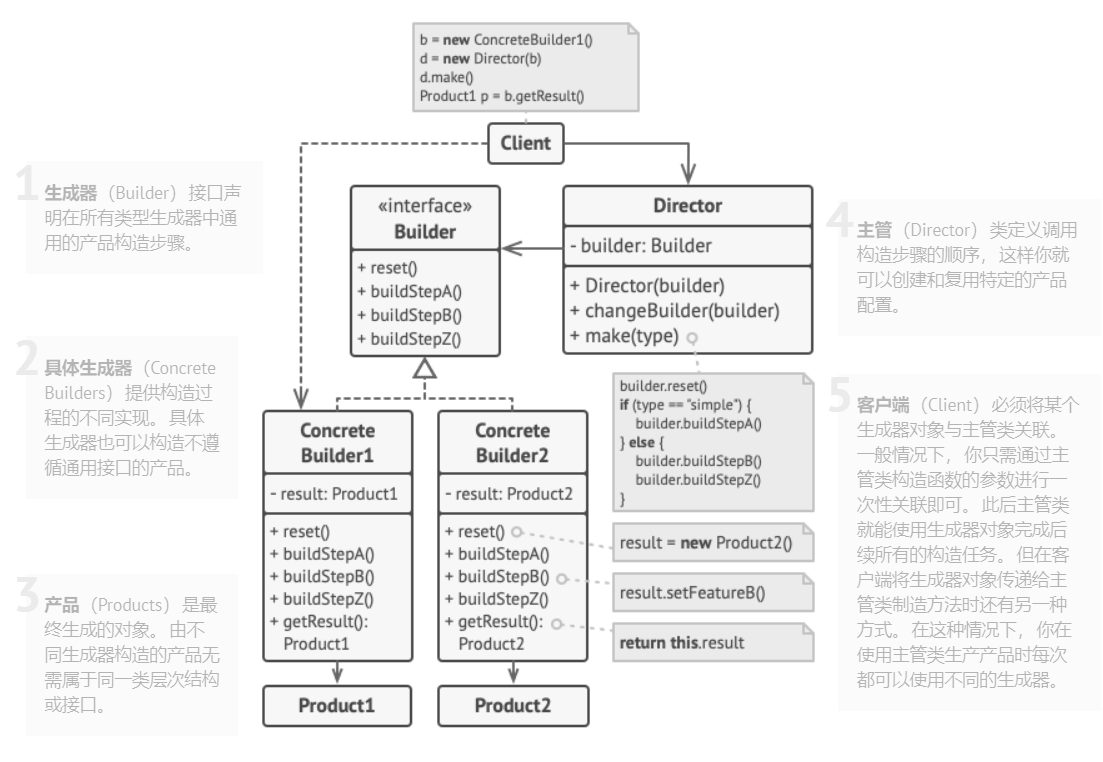 b = new ConcreteBuilder1()
d = new Director(b)
d.make()
Product1 p = b.getResult()
Client
1
生成器（Builder）接口声
明在所有类型生成器中通
用的产品构造步骤。
«interface»
Builder
+ reset()
+ buildStepA()
+ buildStepB()
+ buildStepZ()
Director
- builder: Builder
+ Director(builder)
+ changeBuilder(builder)
+ make(type)
4
主管（Director）类定义调用
构造步骤的顺序，这样你就
可以创建和复用特定的产品
配置。
2
具体生成器（Concrete
Builders）提供构造过
程的不同实现。具体
生成器也可以构造不遵
循通用接口的产品。
builder.reset()
if (type == "simple") {
builder.buildStepA()
} else {
builder.buildStepB()
builder.buildStepZ()
}
5
客户端（Client）必须将某个
生成器对象与主管类关联。
一般情况下，你只需通过主
管类构造函数的参数进行一
次性关联即可。此后主管类
就能使用生成器对象完成后
续所有的构造任务。但在客
户端将生成器对象传递给主
管类制造方法时还有另一种
方式。在这种情况下，你在
使用主管类生产产品时每次
都可以使用不同的生成器。
Concrete
Builder1
- result: Product1
+ reset()
+ buildStepA()
+ buildStepB()
+ buildStepZ()
+ getResult():
Product1
Concrete
Builder2
- result: Product2
+ reset()
+ buildStepA()
+ buildStepB()
+ buildStepZ()
+ getResult():
Product2
result = new Product2()
result.setFeatureB()
return this.result
3
产品（Products）是最
终生成的对象。由不
同生成器构造的产品无
需属于同一类层次结构
或接口。
Product1
Product2